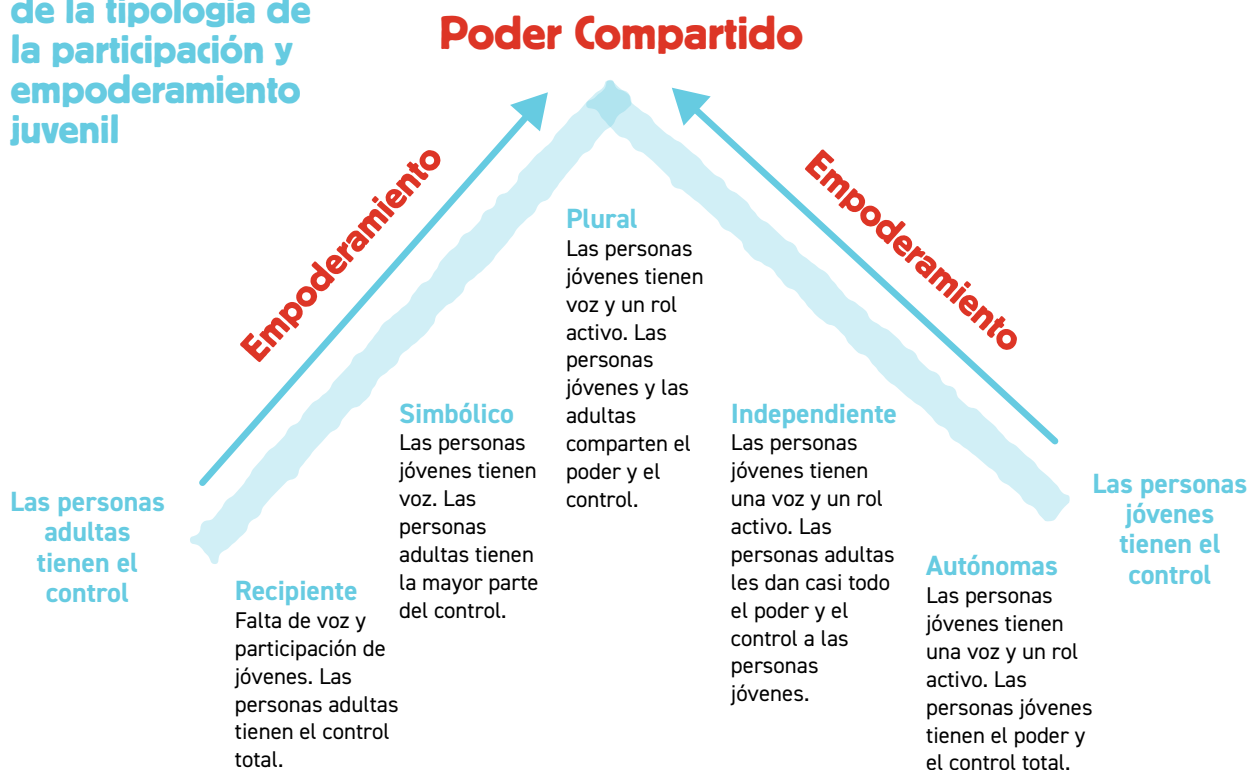 de la tipología de
la participación y
empoderamiento
juvenil
Poder Compartido
Empoderamiento
Empoderamiento
Las personas
adultas
tienen el
control
Recipiente
Falta de voz y
participación de
jóvenes. Las
personas adultas
tienen el control
total.
Simbólico
Las personas
jóvenes tienen
voz. Las
personas
adultas tienen
la mayor parte
del control.
Plural
Las personas
jóvenes tienen
voz y un rol
activo. Las
personas
jóvenes y las
adultas
comparten el
poder y el
control.
Independiente
Las personas
jóvenes tienen
una voz y un rol
activo. Las
personas adultas
les dan casi todo
el poder y el
control a las
personas
jóvenes.
Autónomas
Las personas
jóvenes tienen
una voz y un rol
activo. Las
personas jóvenes
tienen el poder y
el control total.
Las personas
jóvenes
tienen el
control